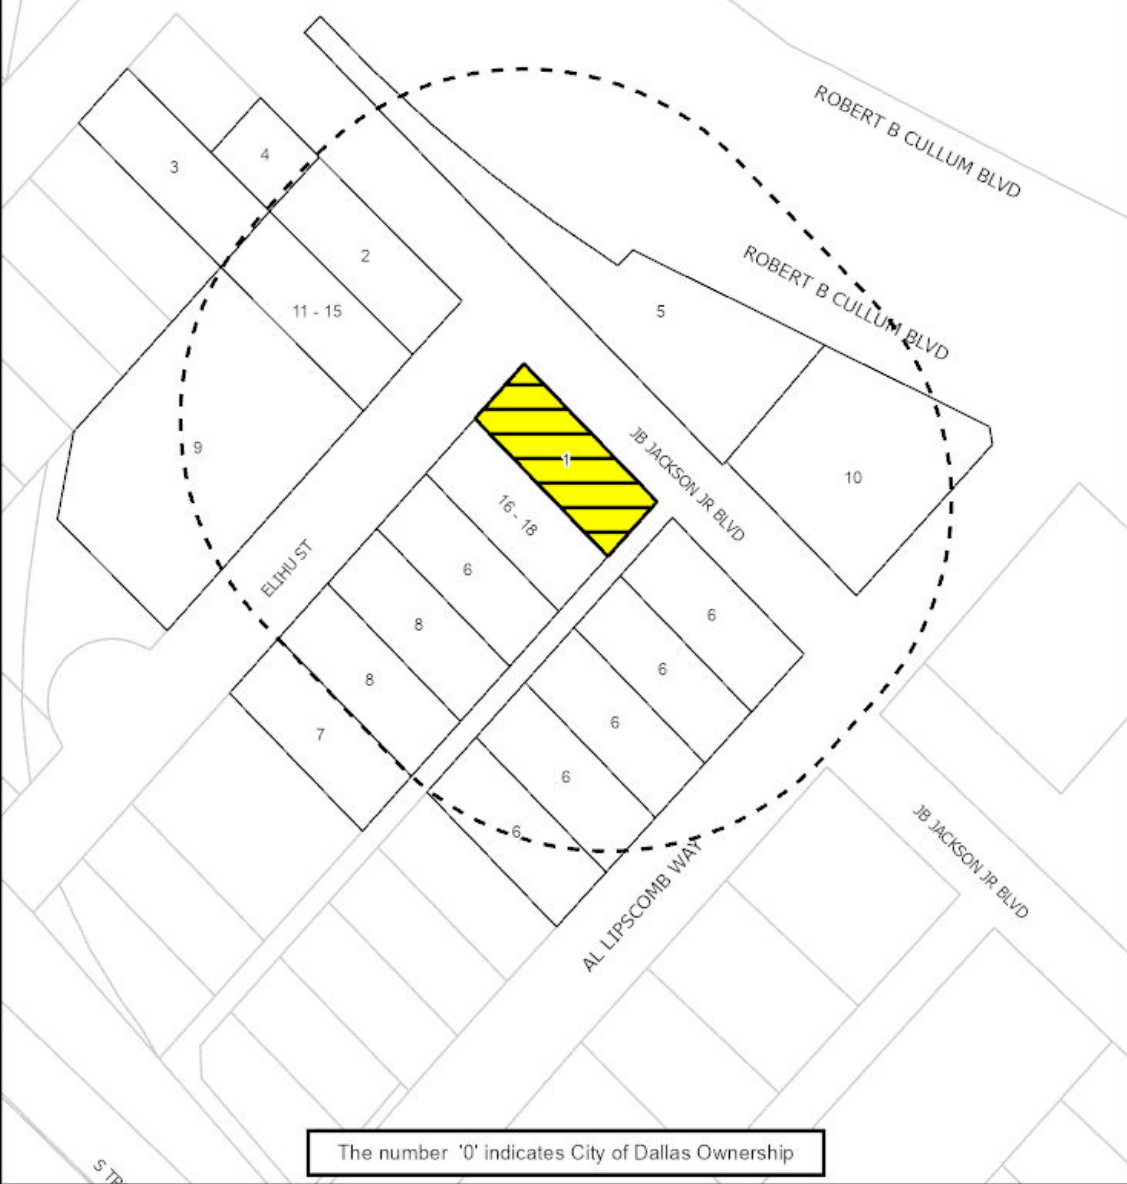 ROBERT B CULLUM BLVD
4
3
2
ROBERT B CULLUM BLVD
11 - 15
5
JB JACKSON JR BLVD
9
1
10
16 - 18
ELIHU ST
6
6
8
6
8
6
7
6
6
JB JACKSON JR BLVD
AL LIPSCOMB WAY
The number '0' indicates City of Dallas Ownership
S